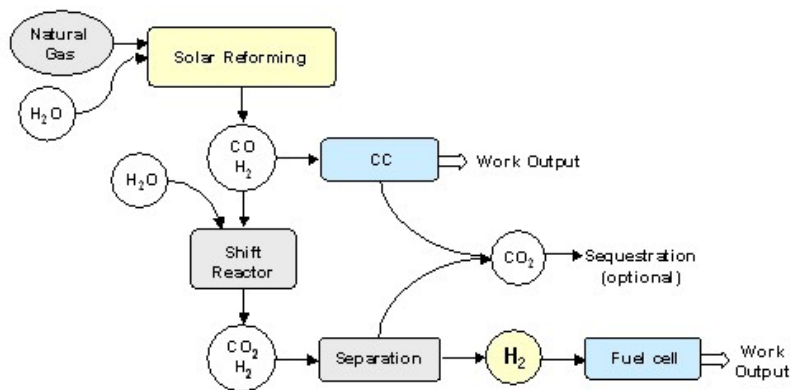 Natural
Gas
Solar Reforming
H₂O
CO
H₂
CC
Work Output
H₂O
Shift
Reactor
CO₂
Sequestration
(optional)
CO₂
H₂
Separation
H₂
Fuel cell
Work
Output